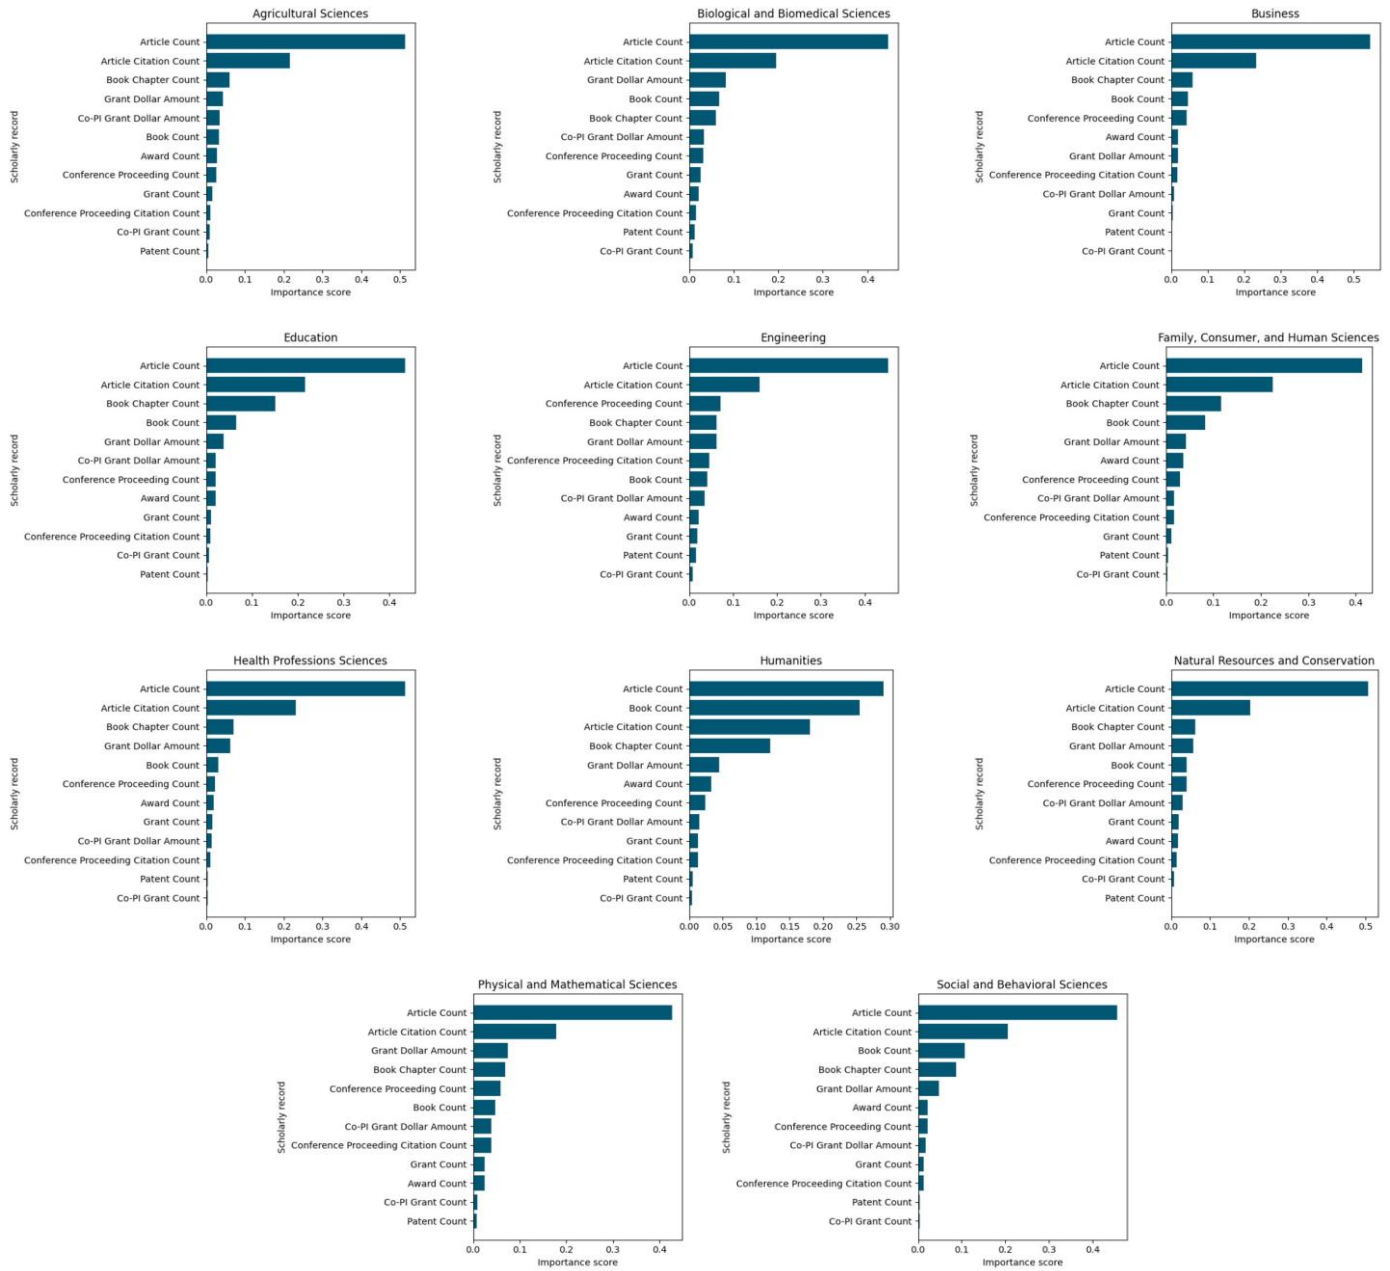 Agricultural Sciences
Scholarly record
Article Count
Article Citation Count
Book Chapter Count
Grant Dollar Amount
Co-PI Grant Dollar Amount
Book Count
Award Count
Conference Proceeding Count
Grant Count
Conference Proceeding Citation Count
Co-PI Grant Count
Patent Count
0.0 0.1 0.2 0.3 0.4 0.5
Importance score
Biological and Biomedical Sciences
Scholarly record
Article Count
Article Citation Count
Grant Dollar Amount
Book Count
Book Chapter Count
Co-PI Grant Dollar Amount
Conference Proceeding Count
Grant Count
Award Count
Conference Proceeding Citation Count
Patent Count
Co-PI Grant Count
0.0 0.1 0.2 0.3 0.4
Importance score
Business
Scholarly record
Article Count
Article Citation Count
Book Chapter Count
Book Count
Conference Proceeding Count
Award Count
Grant Dollar Amount
Conference Proceeding Citation Count
Co-PI Grant Dollar Amount
Grant Count
Patent Count
Co-PI Grant Count
0.0 0.1 0.2 0.3 0.4 0.5
Importance score
Education
Scholarly record
Article Count
Article Citation Count
Book Chapter Count
Book Count
Grant Dollar Amount
Co-PI Grant Dollar Amount
Conference Proceeding Count
Award Count
Grant Count
Conference Proceeding Citation Count
Co-PI Grant Count
Patent Count
0.0 0.1 0.2 0.3 0.4
Importance score
Engineering
Scholarly record
Article Count
Article Citation Count
Conference Proceeding Count
Book Chapter Count
Grant Dollar Amount
Conference Proceeding Citation Count
Book Count
Co-PI Grant Dollar Amount
Award Count
Grant Count
Patent Count
Co-PI Grant Count
0.0 0.1 0.2 0.3 0.4
Importance score
Family, Consumer, and Human Sciences
Scholarly record
Article Count
Article Citation Count
Book Chapter Count
Book Count
Grant Dollar Amount
Award Count
Conference Proceeding Count
Co-PI Grant Dollar Amount
Conference Proceeding Citation Count
Grant Count
Patent Count
Co-PI Grant Count
0.0 0.1 0.2 0.3 0.4
Importance score
Health Professions Sciences
Scholarly record
Article Count
Article Citation Count
Book Chapter Count
Grant Dollar Amount
Book Count
Conference Proceeding Count
Award Count
Grant Count
Co-PI Grant Dollar Amount
Conference Proceeding Citation Count
Patent Count
Co-PI Grant Count
0.0 0.1 0.2 0.3 0.4 0.5
Importance score
Humanities
Scholarly record
Article Count
Book Count
Article Citation Count
Book Chapter Count
Grant Dollar Amount
Award Count
Conference Proceeding Count
Co-PI Grant Dollar Amount
Grant Count
Conference Proceeding Citation Count
Patent Count
Co-PI Grant Count
0.00 0.05 0.10 0.15 0.20 0.25 0.30
Importance score
Natural Resources and Conservation
Scholarly record
Article Count
Article Citation Count
Book Chapter Count
Grant Dollar Amount
Book Count
Conference Proceeding Count
Co-PI Grant Dollar Amount
Grant Count
Award Count
Conference Proceeding Citation Count
Co-PI Grant Count
Patent Count
0.0 0.1 0.2 0.3 0.4 0.5
Importance score
Physical and Mathematical Sciences
Scholarly record
Article Count
Article Citation Count
Grant Dollar Amount
Book Chapter Count
Conference Proceeding Count
Book Count
Co-PI Grant Dollar Amount
Conference Proceeding Citation Count
Grant Count
Award Count
Co-PI Grant Count
Patent Count
0.0 0.1 0.2 0.3 0.4
Importance score
Social and Behavioral Sciences
Scholarly record
Article Count
Article Citation Count
Book Count
Book Chapter Count
Grant Dollar Amount
Award Count
Conference Proceeding Count
Co-PI Grant Dollar Amount
Grant Count
Conference Proceeding Citation Count
Patent Count
Co-PI Grant Count
0.0 0.1 0.2 0.3 0.4
Importance score